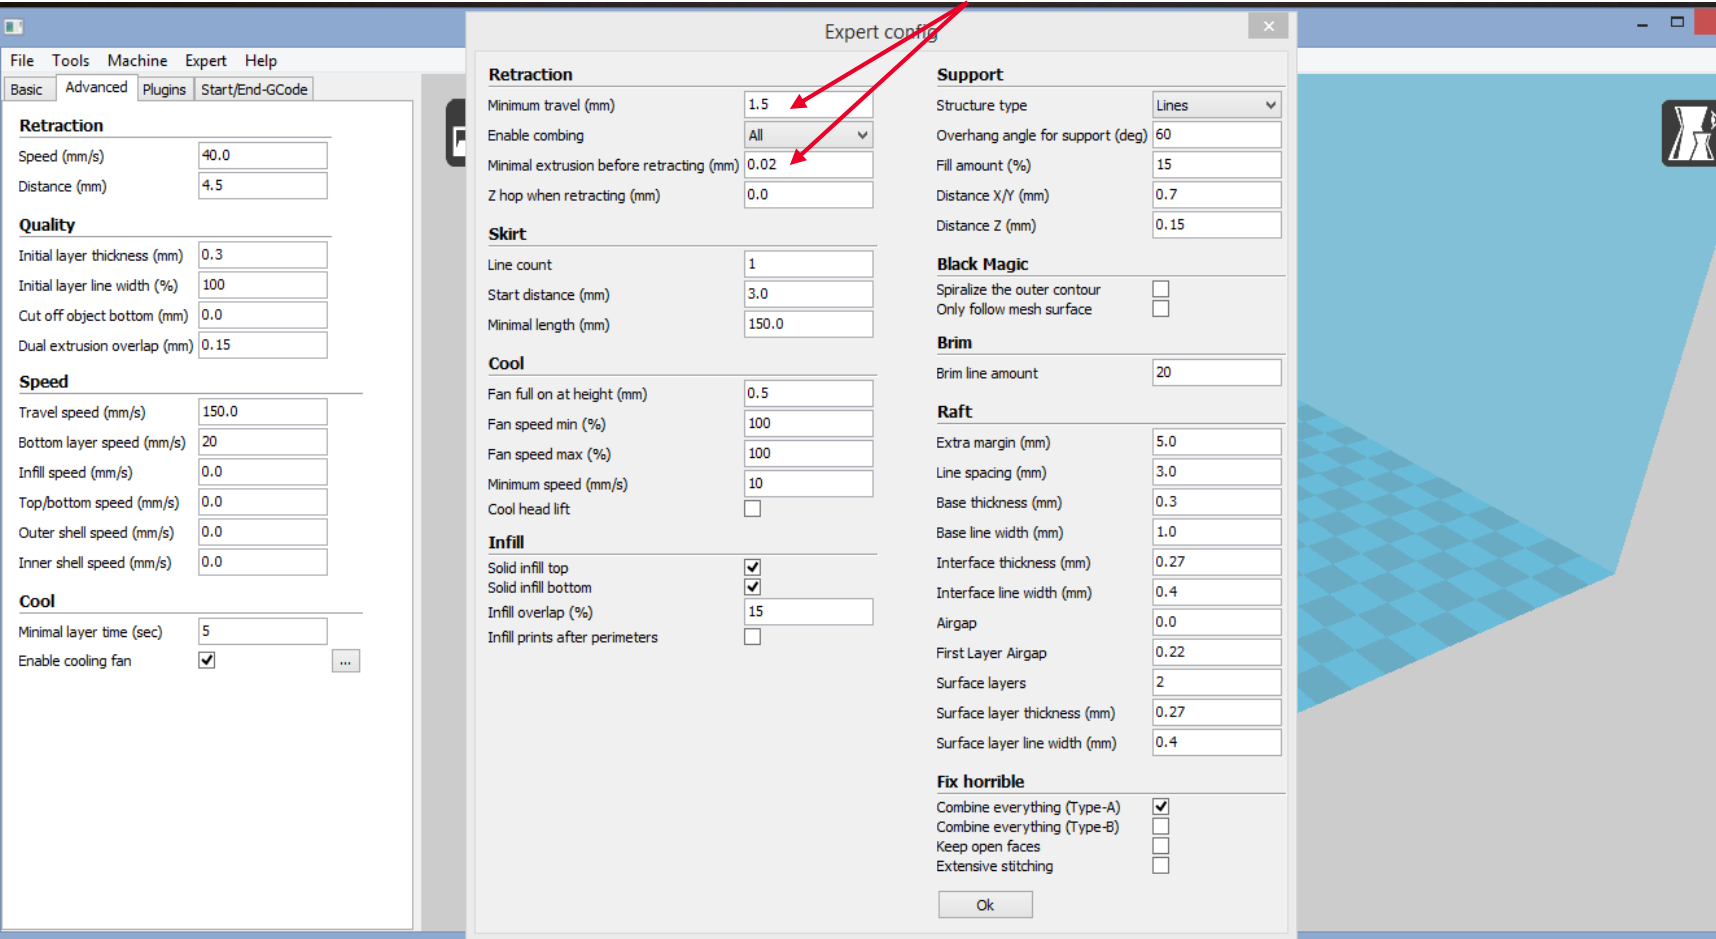 Expert config
File Tools Machine Expert Help
Basic Advanced Plugins Start/End-GCode
Retraction
Speed (mm/s) 40.0
Distance (mm) 4.5
Quality
Initial layer thickness (mm) 0.3
Initial layer line width (%) 100
Cut off object bottom (mm) 0.0
Dual extrusion overlap (mm) 0.15
Speed
Travel speed (mm/s) 150.0
Bottom layer speed (mm/s) 20
Infill speed (mm/s) 0.0
Top/bottom speed (mm/s) 0.0
Outer shell speed (mm/s) 0.0
Inner shell speed (mm/s) 0.0
Cool
Minimal layer time (sec) 5
Enable cooling fan ...
Retraction
Minimum travel (mm) 1.5
Enable combing All
Minimal extrusion before retracting (mm) 0.02
Z hop when retracting (mm) 0.0
Skirt
Line count 1
Start distance (mm) 3.0
Minimal length (mm) 150.0
Cool
Fan full on at height (mm) 0.5
Fan speed min (%) 100
Fan speed max (%) 100
Minimum speed (mm/s) 10
Cool head lift
Infill
Solid infill top
Solid infill bottom
Infill overlap (%) 15
Infill prints after perimeters
Support
Structure type Lines
Overhang angle for support (deg) 60
Fill amount (%) 15
Distance X/Y (mm) 0.7
Distance Z (mm) 0.15
Black Magic
Spiralize the outer contour
Only follow mesh surface
Brim
Brim line amount 20
Raft
Extra margin (mm) 5.0
Line spacing (mm) 3.0
Base thickness (mm) 0.3
Base line width (mm) 1.0
Interface thickness (mm) 0.27
Interface line width (mm) 0.4
Airgap 0.0
First Layer Airgap 0.22
Surface layers 2
Surface layer thickness (mm) 0.27
Surface layer line width (mm) 0.4
Fix horrible
Combine everything (Type-A)
Combine everything (Type-B)
Keep open faces
Extensive stitching
Ok